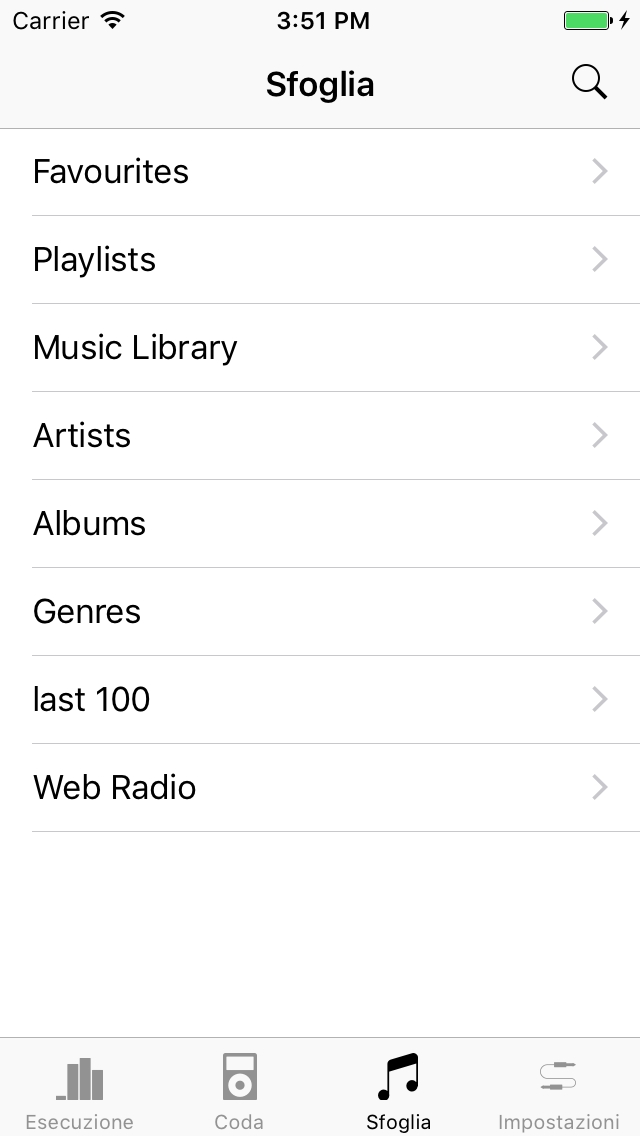 Carrier 3:51 PM
Sfoglia
Favourites
Playlists
Music Library
Artists
Albums
Genres
last 100
Web Radio
Esecuzione Coda Sfoglia Impostazioni